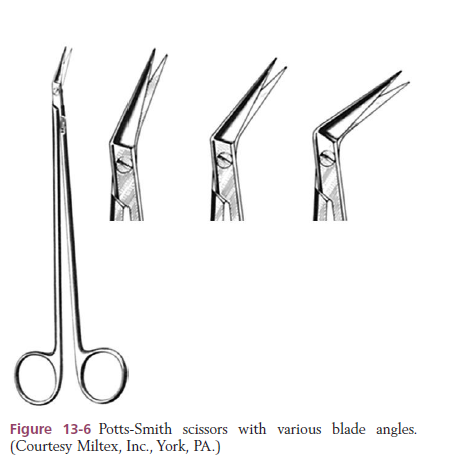 Figure 13-6 Potts-Smith scissors with various blade angles.
(Courtesy Miltex, Inc., York, PA.)